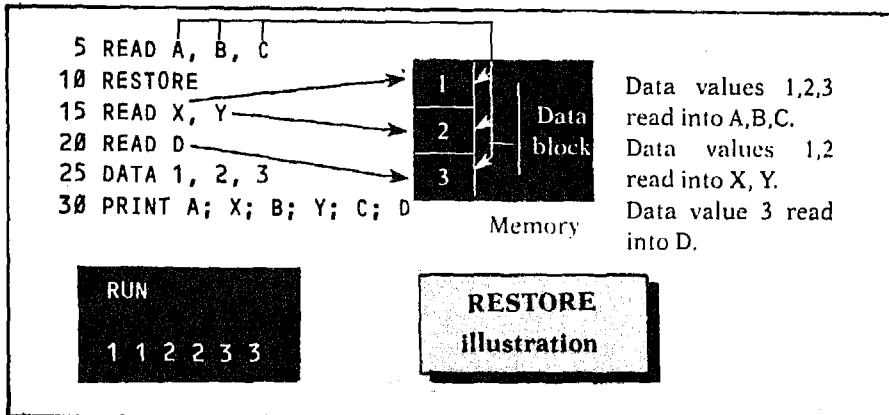 5 READ A, B, C
10 RESTORE
15 READ X, Y
20 READ D
25 DATA 1, 2, 3
30 PRINT A; X; B; Y; C; D
1
2
3
Data
block
Memory
Data values 1,2,3
read into A,B,C.
Data values 1,2
read into X, Y.
Data value 3 read
into D.
RUN
1 1 2 2 3 3
RESTORE
illustration